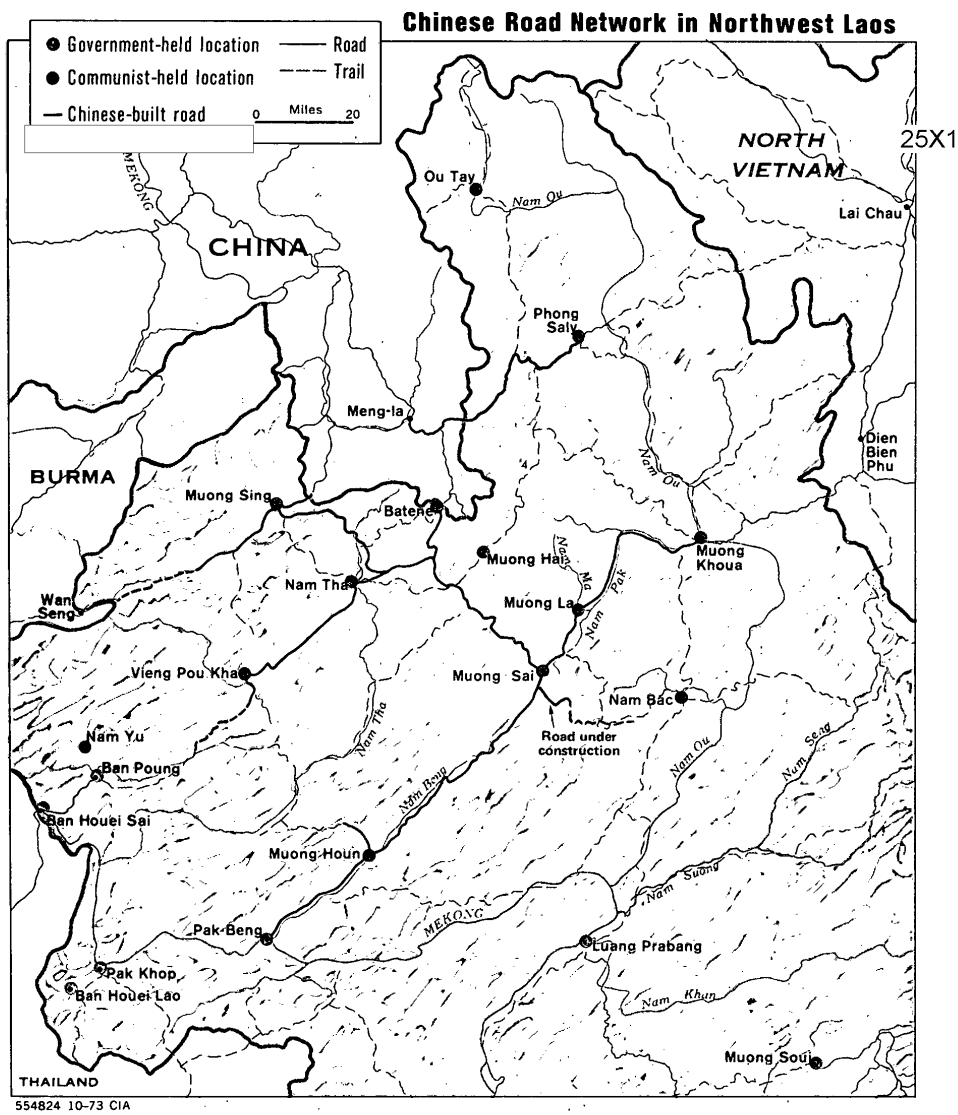 Chinese Road Network in Northwest Laos
Government-held location
Road
Communist-held location
Trail
Chinese-built road
0 Miles 20
25X1
NORTH
VIETNAM
MEKONG
Ou Tay
Nam Ou
Lai Chau
CHINA
Phong
Saly
Meng-la
Dien
Bien
Phu
BURMA
Nam Ou
Muong Sing
Batene
Muong Hai
Muong
Khoua
Nam Ma
Nam Pak
Nam Tha
Muong La
Wan
Seng
Vieng Pou Kha
Muong Sai
Nam Bac
Nam Tha
Road under
construction
Nam Yu
Nam Ou
Num Seng
Ban Poung
Nam Beng
Ban Houei Sai
Muong Houn
Nam Suong
MEKONG
Pak-Beng
Luang Prabang
Pak Khop
Ban Houei Lao
Nam Khan
Muong Soui
THAILAND
554824 10-73 CIA